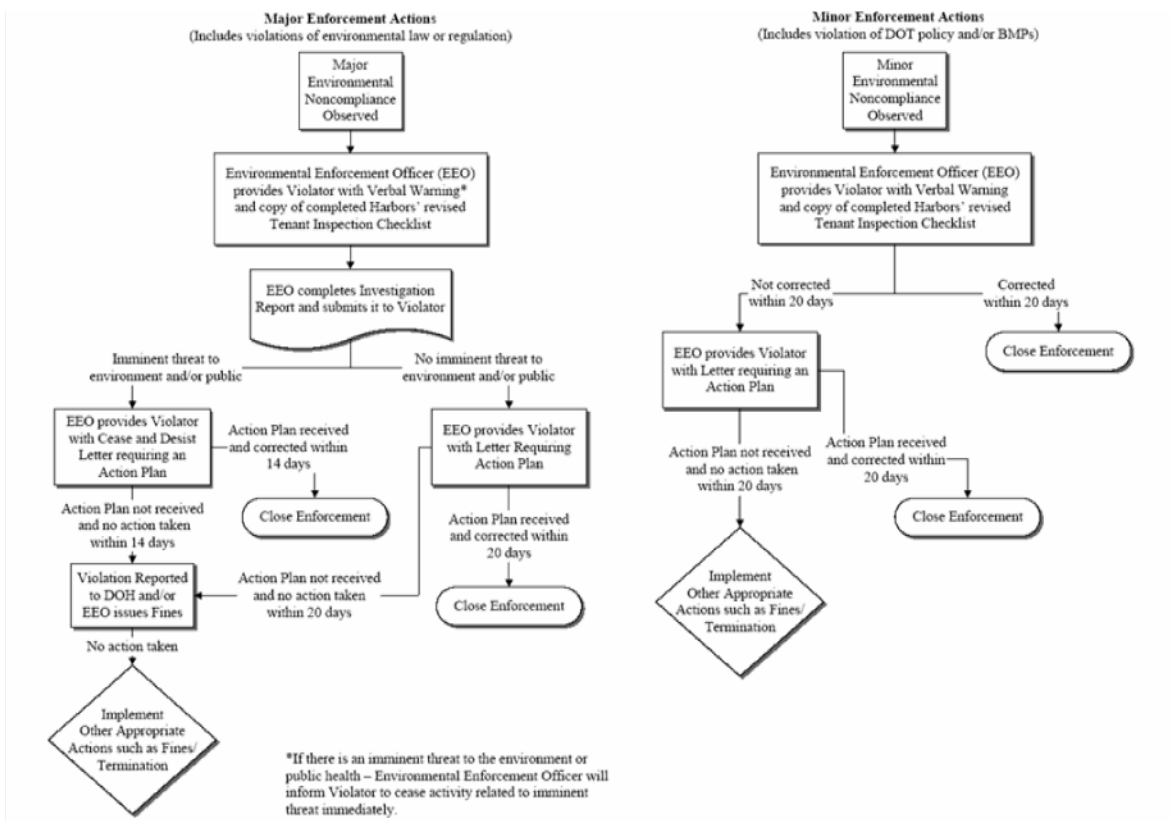 Major Enforcement Actions
(Includes violations of environmental law or regulation)
Major
Environmental
Noncompliance
Observed
Environmental Enforcement Officer (EEO)
provides Violator with Verbal Warning*
and copy of completed Harbors' revised
Tenant Inspection Checklist
EEO completes Investigation
Report and submits it to Violator
Imminent threat to
environment and/or public
No imminent threat to
environment and/or public
EEO provides Violator
with Cease and Desist
Letter requiring an
Action Plan
Action Plan received
and corrected within
14 days
Close Enforcement
EEO provides Violator
with Letter Requiring
Action Plan
Action Plan not received
and no action taken
within 14 days
Action Plan received
and corrected within
20 days
Close Enforcement
Violation Reported
to DOH and/or
EEO issues Fines
Action Plan not received
and no action taken
within 20 days
No action taken
Implement
Other Appropriate
Actions such as Fines/
Termination
*If there is an imminent threat to the environment or
public health – Environmental Enforcement Officer will
inform Violator to cease activity related to imminent
threat immediately.
Minor Enforcement Actions
(Includes violation of DOT policy and/or BMPs)
Minor
Environmental
Noncompliance
Observed
Environmental Enforcement Officer (EEO)
provides Violator with Verbal Warning
and copy of completed Harbors' revised
Tenant Inspection Checklist
Not corrected
within 20 days
Corrected
within 20 days
Close Enforcement
EEO provides Violator
with Letter requiring an
Action Plan
Action Plan not received
and no action taken
within 20 days
Action Plan received
and corrected within
20 days
Close Enforcement
Implement
Other Appropriate
Actions such as Fines/
Termination